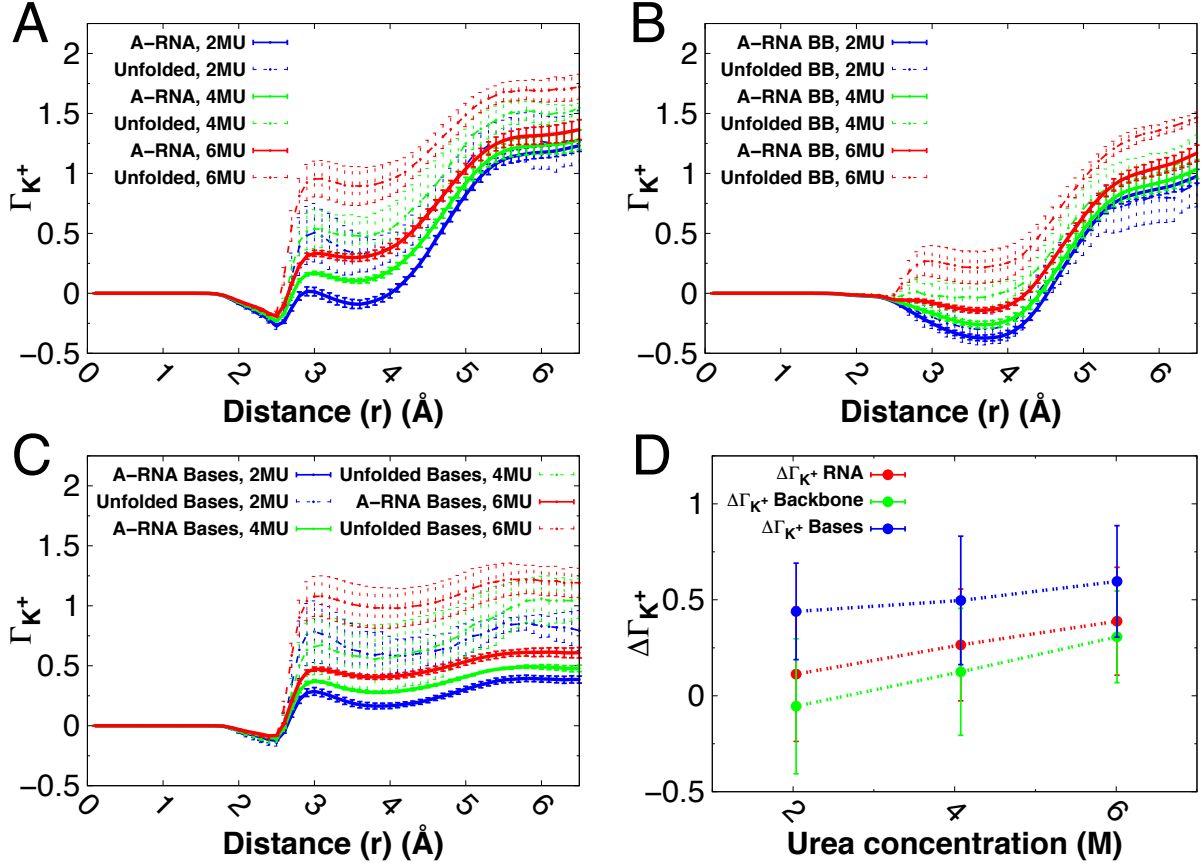 A
A−RNA, 2MU
Unfolded, 2MU
A−RNA, 4MU
Unfolded, 4MU
A−RNA, 6MU
Unfolded, 6MU
2
1.5
1
0.5
0
−0.5
ΓK+
0 1 2 3 4 5 6
Distance (r) (Å)
B
A−RNA BB, 2MU
Unfolded BB, 2MU
A−RNA BB, 4MU
Unfolded BB, 4MU
A−RNA BB, 6MU
Unfolded BB, 6MU
2
1.5
1
0.5
0
−0.5
ΓK+
0 1 2 3 4 5 6
Distance (r) (Å)
C
A−RNA Bases, 2MU
Unfolded Bases, 2MU
A−RNA Bases, 4MU
Unfolded Bases, 4MU
A−RNA Bases, 6MU
Unfolded Bases, 6MU
2
1.5
1
0.5
0
−0.5
ΓK+
0 1 2 3 4 5 6
Distance (r) (Å)
D
ΔΓK+ RNA
ΔΓK+ Backbone
ΔΓK+ Bases
1
0.5
0
−0.5
ΔΓK+
2 4 6
Urea concentration (M)